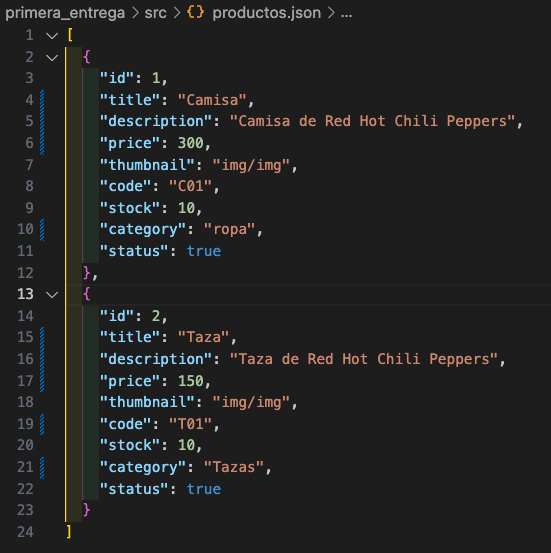 primera_entrega > src > {} productos.json > ...
1 [
2 {
3 "id": 1,
4 "title": "Camisa",
5 "description": "Camisa de Red Hot Chili Peppers",
6 "price": 300,
7 "thumbnail": "img/img",
8 "code": "C01",
9 "stock": 10,
10 "category": "ropa",
11 "status": true
12 },
13 {
14 "id": 2,
15 "title": "Taza",
16 "description": "Taza de Red Hot Chili Peppers",
17 "price": 150,
18 "thumbnail": "img/img",
19 "code": "T01",
20 "stock": 10,
21 "category": "Tazas",
22 "status": true
23 }
24 ]